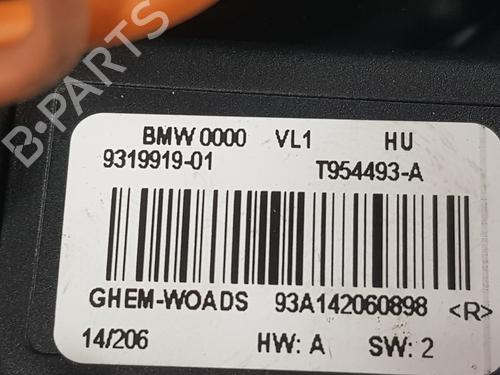 BMW 0000 VL1 HU
9319919-01 T954493-A
GHEM-WOADS 93A142060898 <R>
14/206 HW: A SW: 2
B-PARTS